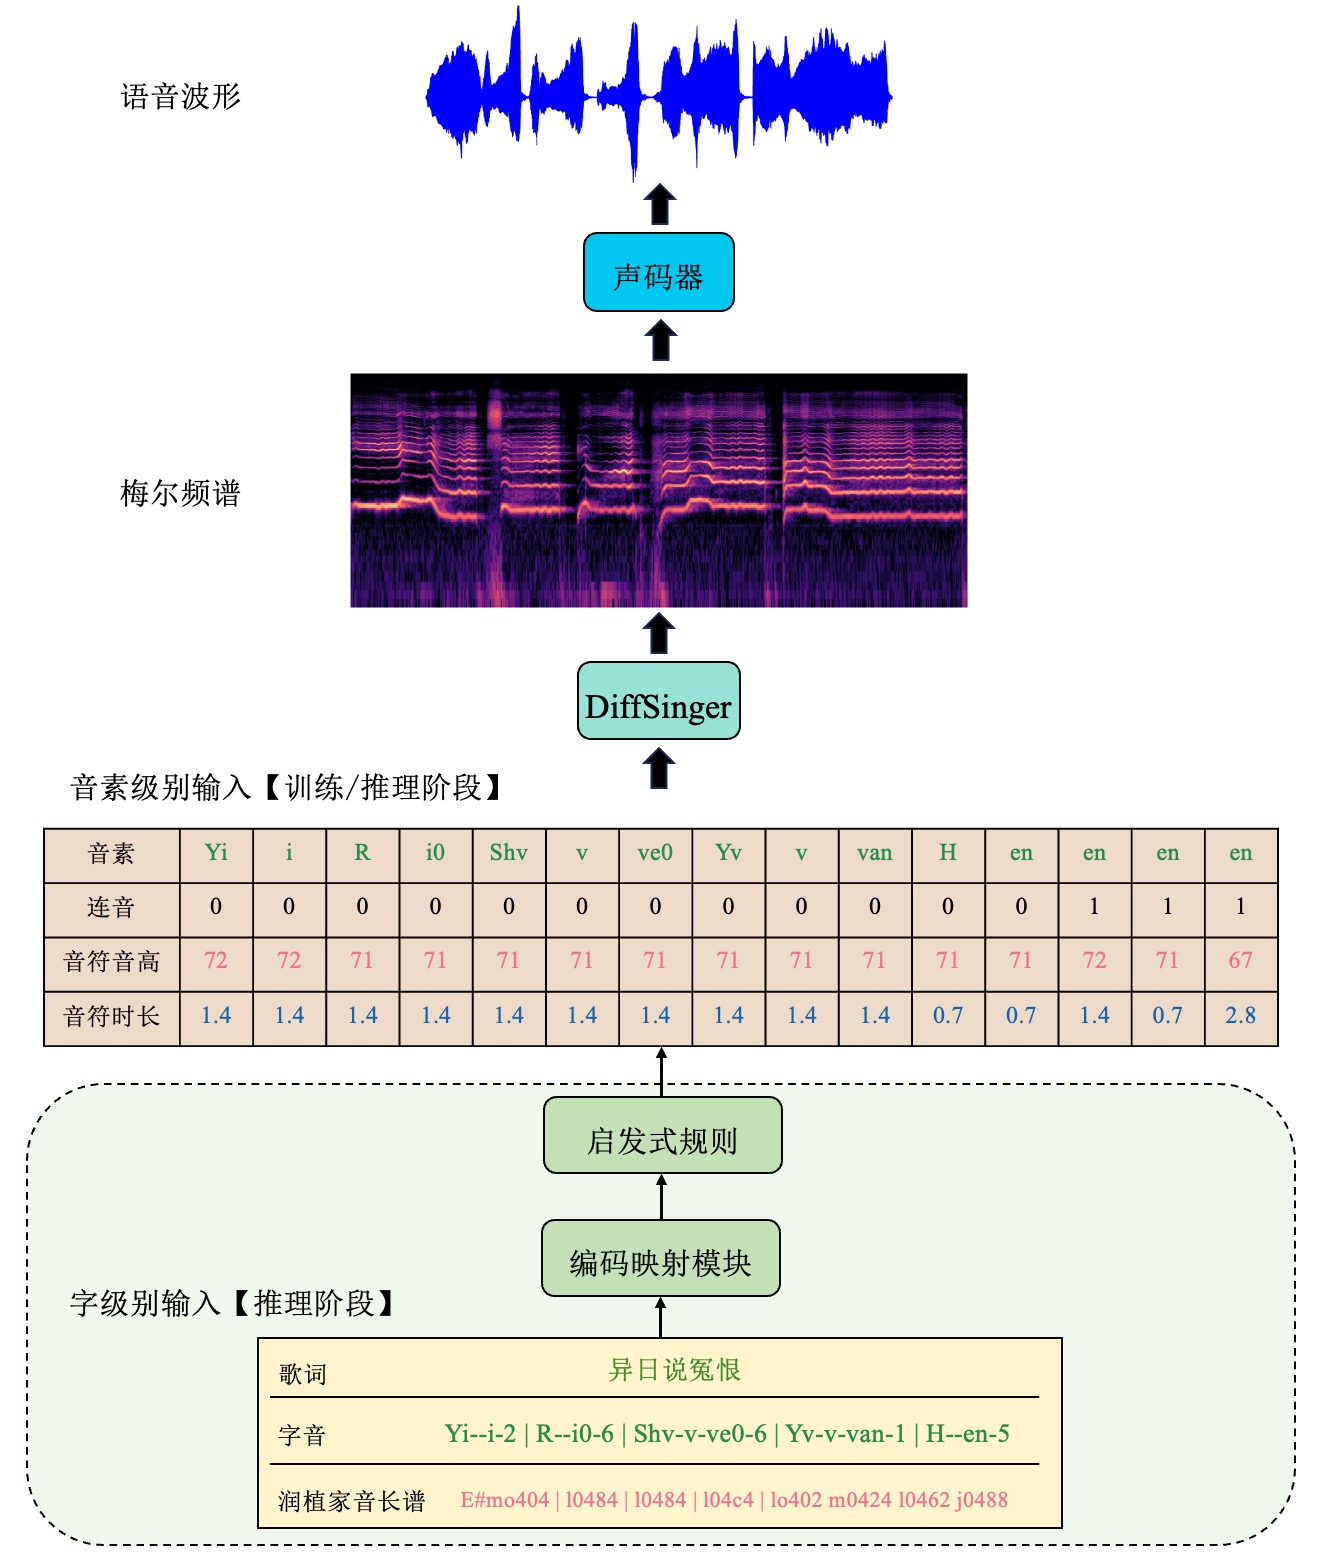 语音波形
声码器
梅尔频谱
DiffSinger
音素级别输入【训练/推理阶段】
音素 Yi i R i0 Shv v ve0 Yv v van H en en en en
连音 0 0 0 0 0 0 0 0 0 0 0 0 1 1 1
音符音高 72 72 71 71 71 71 71 71 71 71 71 71 72 71 67
音符时长 1.4 1.4 1.4 1.4 1.4 1.4 1.4 1.4 1.4 1.4 0.7 0.7 1.4 0.7 2.8
启发式规则
编码映射模块
字级别输入【推理阶段】
歌词 异日说冤恨
字音 Yi--i-2 | R--i0-6 | Shv-v-ve0-6 | Yv-v-van-1 | H--en-5
润植家音长谱 E#mo404 | l0484 | l0484 | l04c4 | lo402 m0424 l0462 j0488